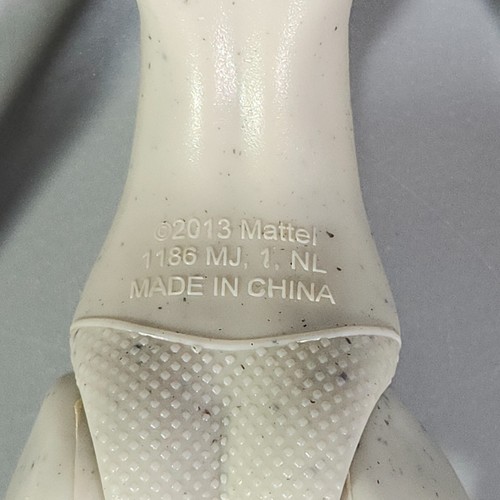 ©2013 Mattel
1186 MJ, 1, NL
MADE IN CHINA